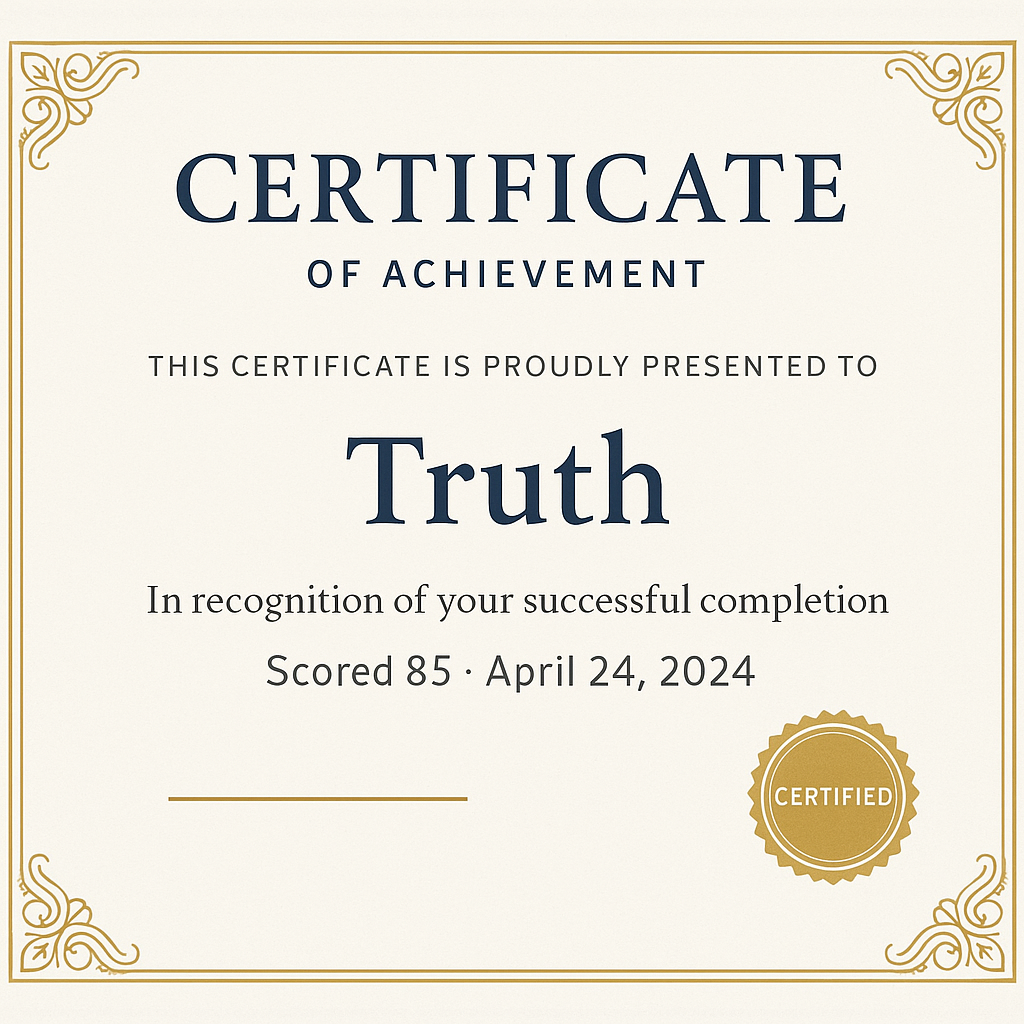 CERTIFICATE
OF ACHIEVEMENT
THIS CERTIFICATE IS PROUDLY PRESENTED TO
Truth
In recognition of your successful completion
Scored 85 · April 24, 2024
CERTIFIED